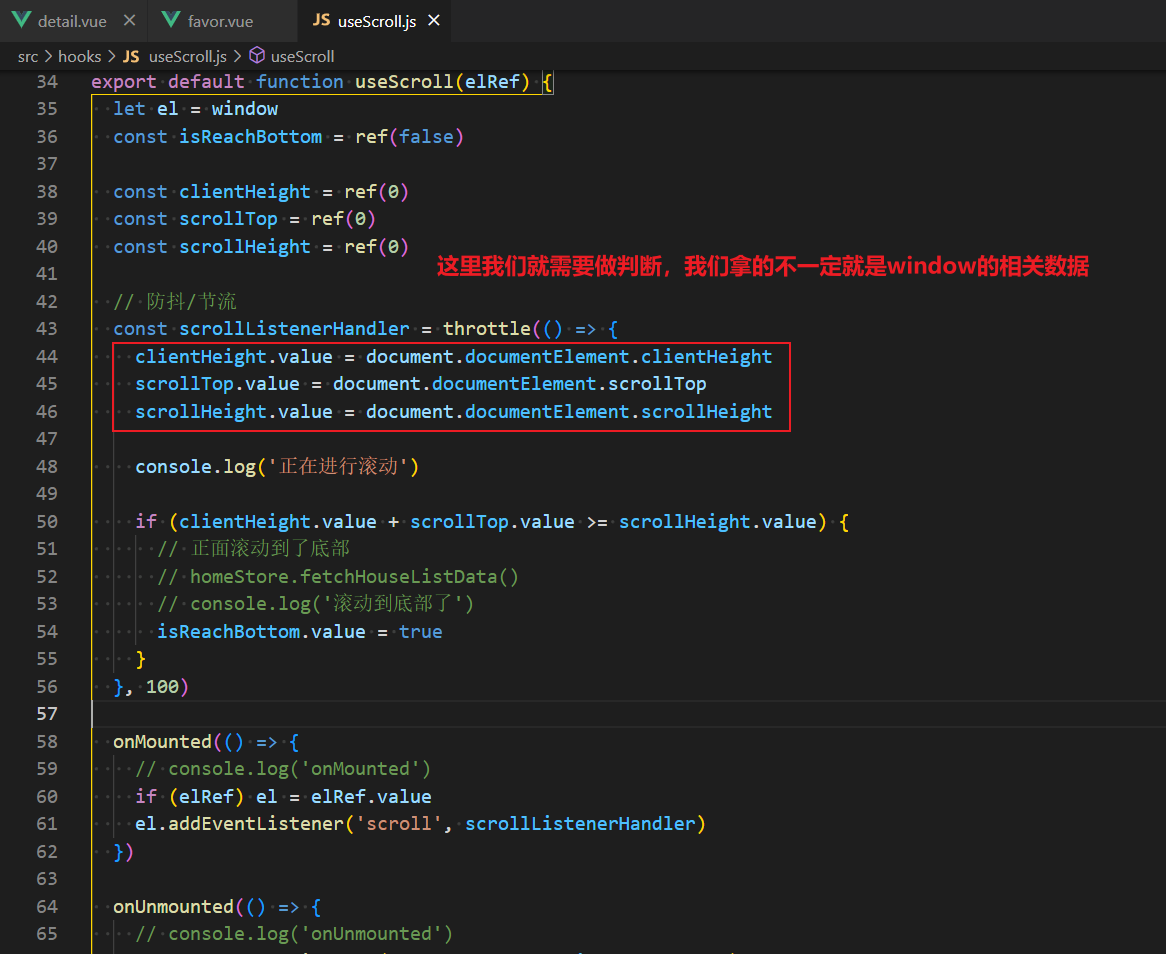 detail.vue
favor.vue
JS useScroll.js
src > hooks > JS useScroll.js > useScroll
34 export default function useScroll(elRef) {
35 let el = window
36 const isReachBottom = ref(false)
37
38 const clientHeight = ref(0)
39 const scrollTop = ref(0)
40 const scrollHeight = ref(0)
这里我们就需要做判断，我们拿的不一定就是window的相关数据
41
42 // 防抖/节流
43 const scrollListenerHandler = throttle(() => {
44 clientHeight.value = document.documentElement.clientHeight
45 scrollTop.value = document.documentElement.scrollTop
46 scrollHeight.value = document.documentElement.scrollHeight
47
48 console.log('正在进行滚动')
49
50 if (clientHeight.value + scrollTop.value >= scrollHeight.value) {
51 // 正面滚动到了底部
52 // homeStore.fetchHouseListData()
53 // console.log('滚动到底部了')
54 isReachBottom.value = true
55 }
56 }, 100)
57
58 onMounted(() => {
59 // console.log('onMounted')
60 if (elRef) el = elRef.value
61 el.addEventListener('scroll', scrollListenerHandler)
62 })
63
64 onUnmounted(() => {
65 // console.log('onUnmounted')